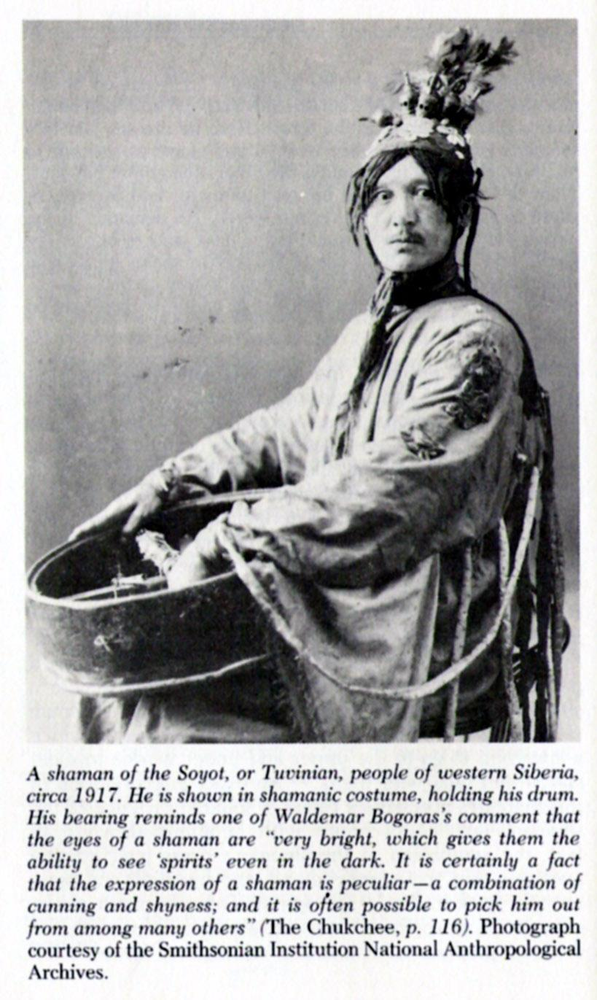 A shaman of the Soyot, or Tuvinian, people of western Siberia,
circa 1917. He is shown in shamanic costume, holding his drum.
His bearing reminds one of Waldemar Bogoras's comment that
the eyes of a shaman are "very bright, which gives them the
ability to see 'spirits' even in the dark. It is certainly a fact
that the expression of a shaman is peculiar—a combination of
cunning and shyness; and it is often possible to pick him out
from among many others" (The Chukchee, p. 116). Photograph
courtesy of the Smithsonian Institution National Anthropological
Archives.